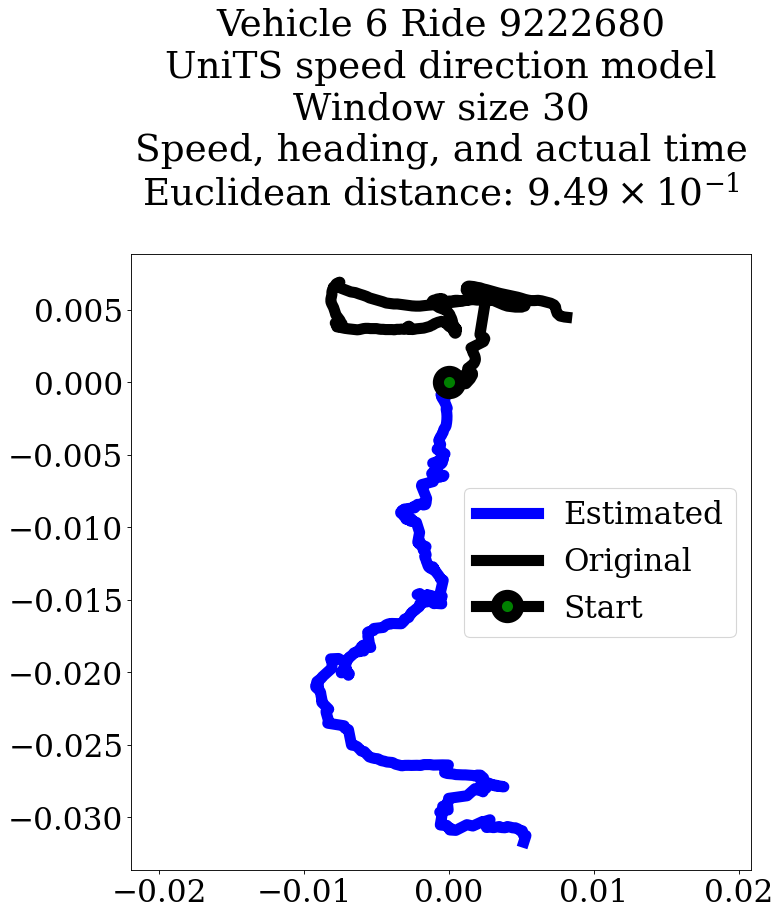 Vehicle 6 Ride 9222680
UniTS speed direction model
Window size 30
Speed, heading, and actual time
Euclidean distance: 9.49 × 10⁻¹
0.005
0.000
−0.005
−0.010
−0.015
−0.020
−0.025
−0.030
Estimated
Original
Start
−0.02
−0.01
0.00
0.01
0.02